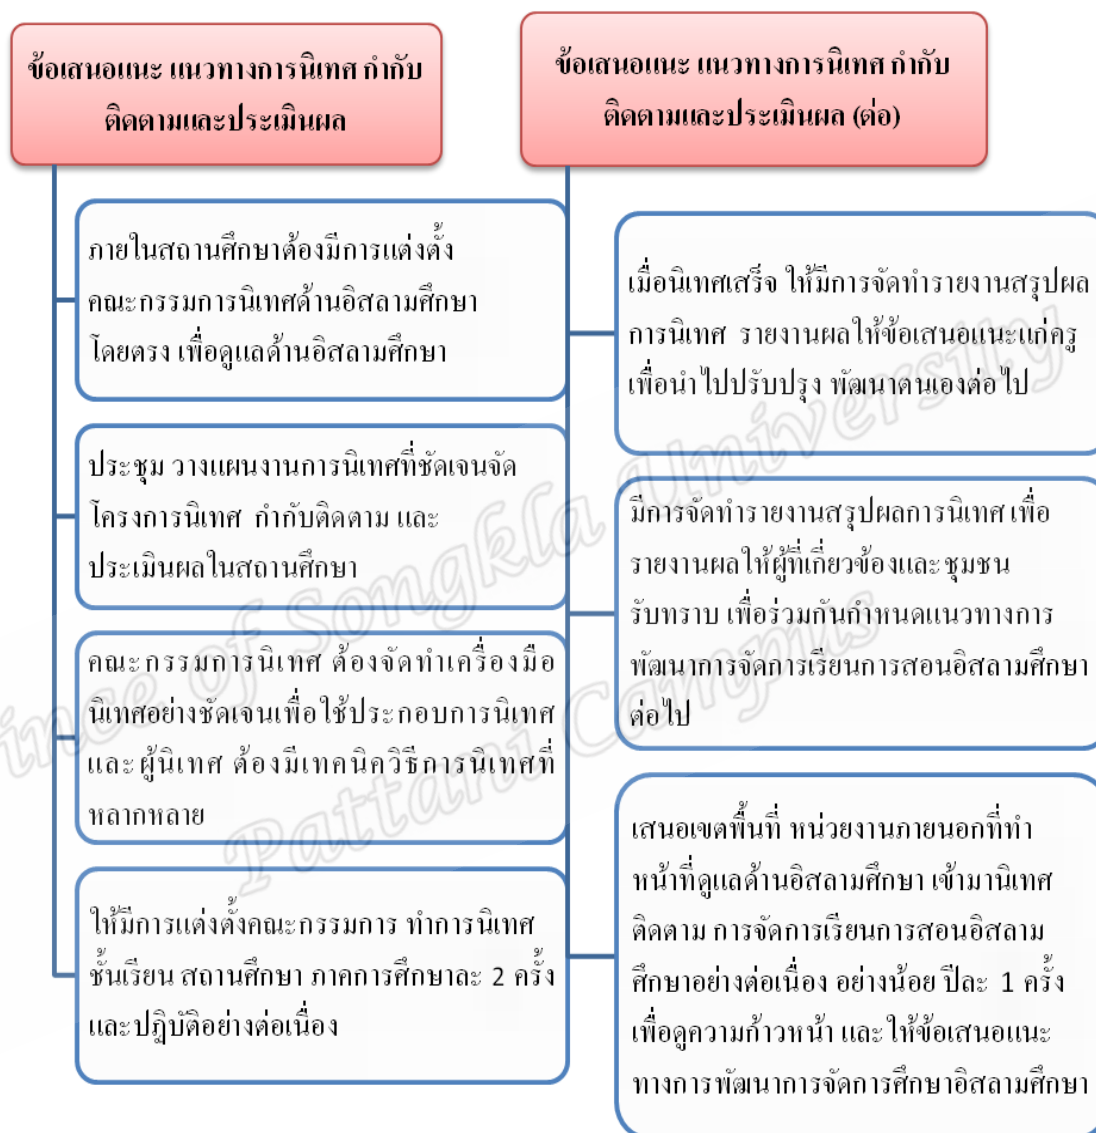 ข้อเสนอแนะ แนวทางการนิเทศ กำกับ
ติดตามและประเมินผล
ภายในสถานศึกษาต้องมีการแต่งตั้ง
คณะกรรมการนิเทศด้านอิสลามศึกษา
โดยตรง เพื่อดูแลด้านอิสลามศึกษา
ประชุม วางแผนงานการนิเทศที่ชัดเจนจัด
โครงการนิเทศ กำกับติดตาม และ
ประเมินผลในสถานศึกษา
คณะกรรมการนิเทศ ต้องจัดทำเครื่องมือ
นิเทศอย่างชัดเจนเพื่อใช้ประกอบการนิเทศ
และผู้นิเทศ ต้องมีเทคนิควิธีการนิเทศที่
หลากหลาย
ให้มีการแต่งตั้งคณะกรรมการ ทำการนิเทศ
ชั้นเรียน สถานศึกษา ภาคการศึกษาละ 2 ครั้ง
และปฏิบัติอย่างต่อเนื่อง
ข้อเสนอแนะ แนวทางการนิเทศ กำกับ
ติดตามและประเมินผล (ต่อ)
เมื่อนิเทศเสร็จ ให้มีการจัดทำรายงานสรุปผล
การนิเทศ รายงานผลให้ข้อเสนอแนะแก่ครู
เพื่อนำไปปรับปรุง พัฒนาตนเองต่อไป
มีการจัดทำรายงานสรุปผลการนิเทศ เพื่อ
รายงานผลให้ผู้ที่เกี่ยวข้องและชุมชน
รับทราบ เพื่อร่วมกันกำหนดแนวทางการ
พัฒนาการจัดการเรียนการสอนอิสลามศึกษา
ต่อไป
เสนอเขตพื้นที่ หน่วยงานภายนอกที่ทำ
หน้าที่ดูแลด้านอิสลามศึกษา เข้ามานิเทศ
ติดตาม การจัดการเรียนการสอนอิสลาม
ศึกษาอย่างต่อเนื่อง อย่างน้อย ปีละ 1 ครั้ง
เพื่อดูความก้าวหน้า และให้ข้อเสนอแนะ
ทางการพัฒนาการจัดการศึกษาอิสลามศึกษา
ince of Songkla University
Pattani Campus